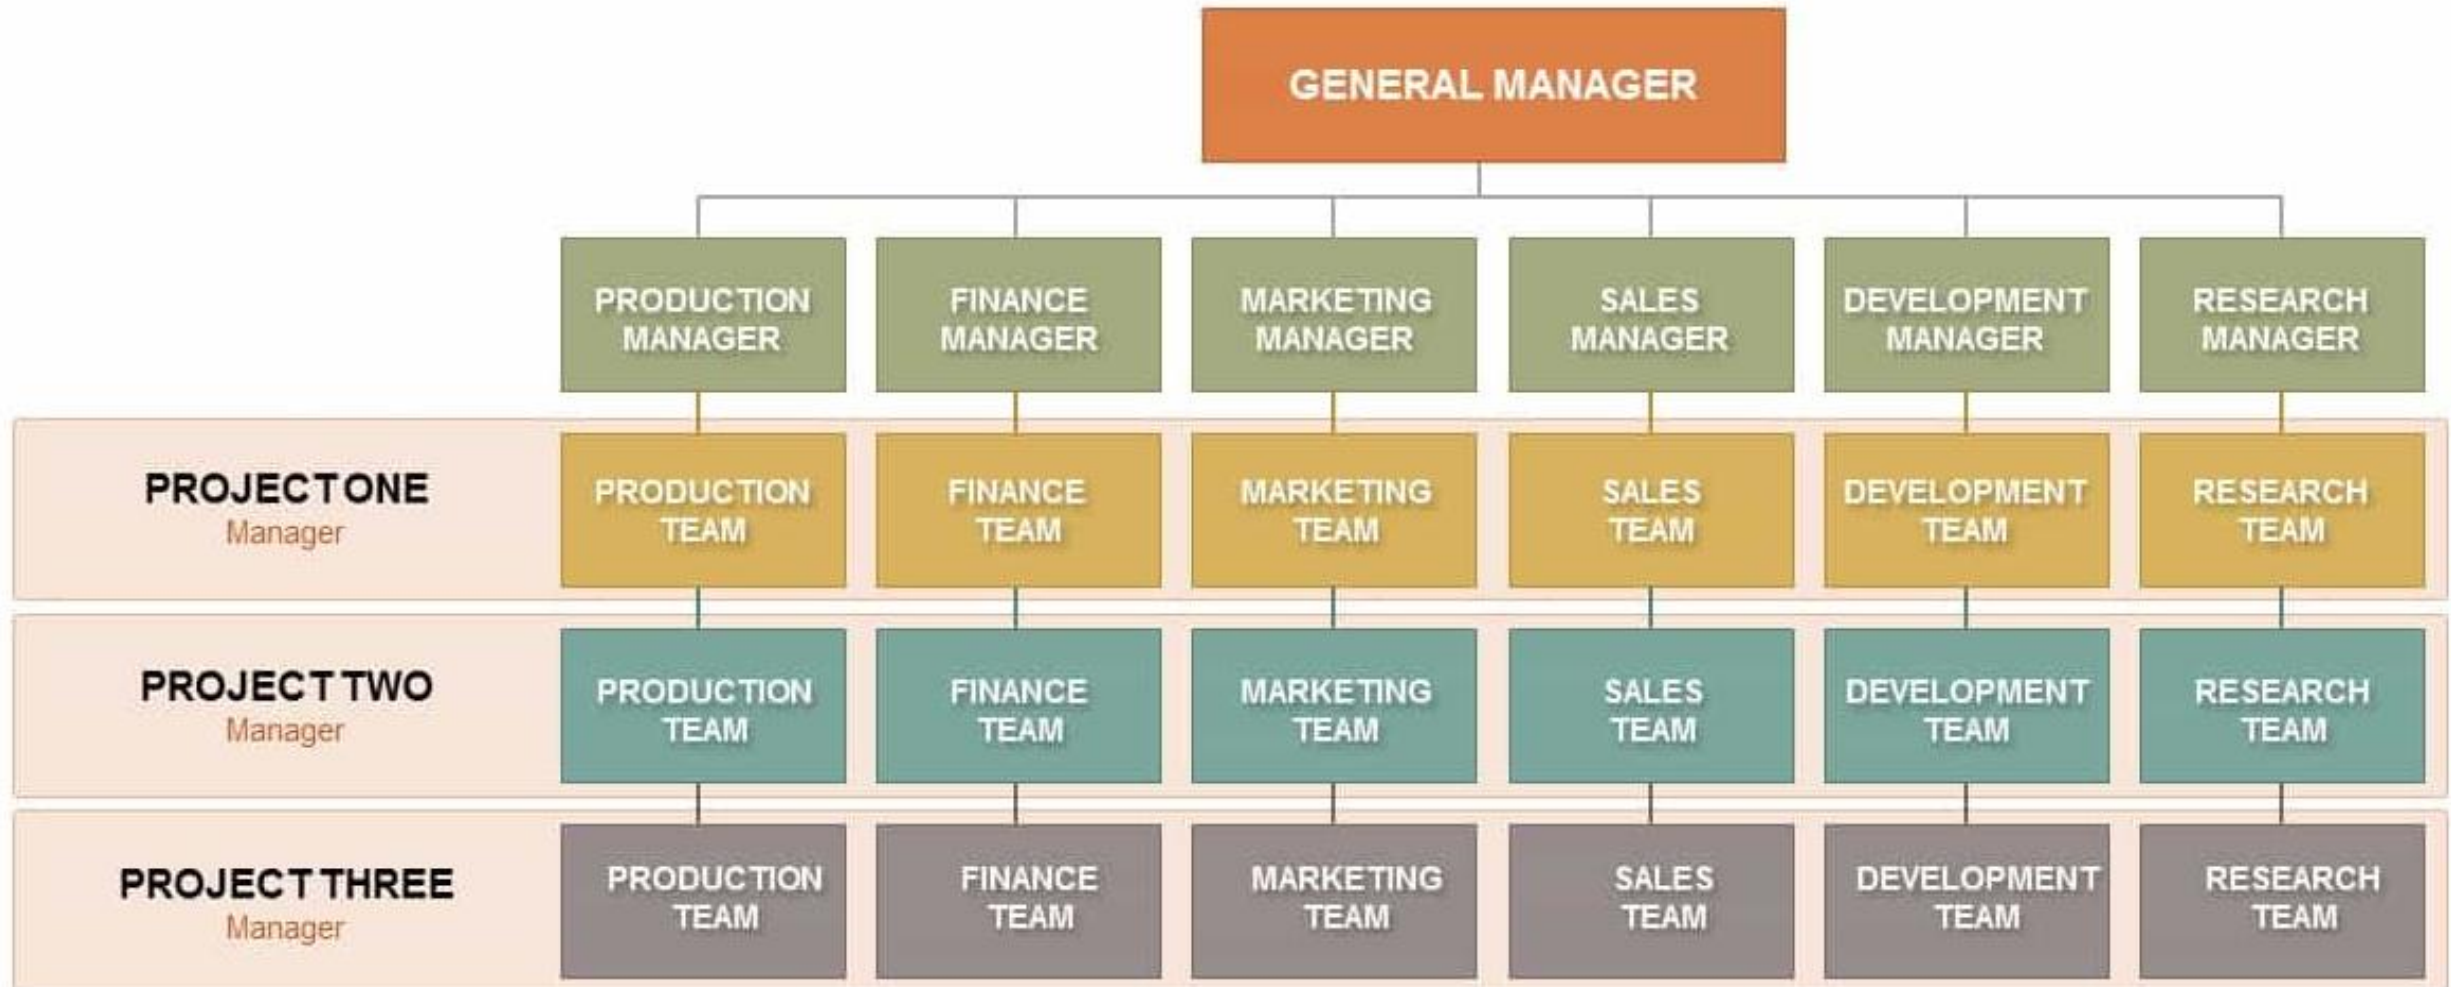 GENERAL MANAGER
PRODUCTION
MANAGER
FINANCE
MANAGER
MARKETING
MANAGER
SALES
MANAGER
DEVELOPMENT
MANAGER
RESEARCH
MANAGER
PROJECT ONE
Manager
PRODUCTION
TEAM
FINANCE
TEAM
MARKETING
TEAM
SALES
TEAM
DEVELOPMENT
TEAM
RESEARCH
TEAM
PROJECT TWO
Manager
PRODUCTION
TEAM
FINANCE
TEAM
MARKETING
TEAM
SALES
TEAM
DEVELOPMENT
TEAM
RESEARCH
TEAM
PROJECT THREE
Manager
PRODUCTION
TEAM
FINANCE
TEAM
MARKETING
TEAM
SALES
TEAM
DEVELOPMENT
TEAM
RESEARCH
TEAM